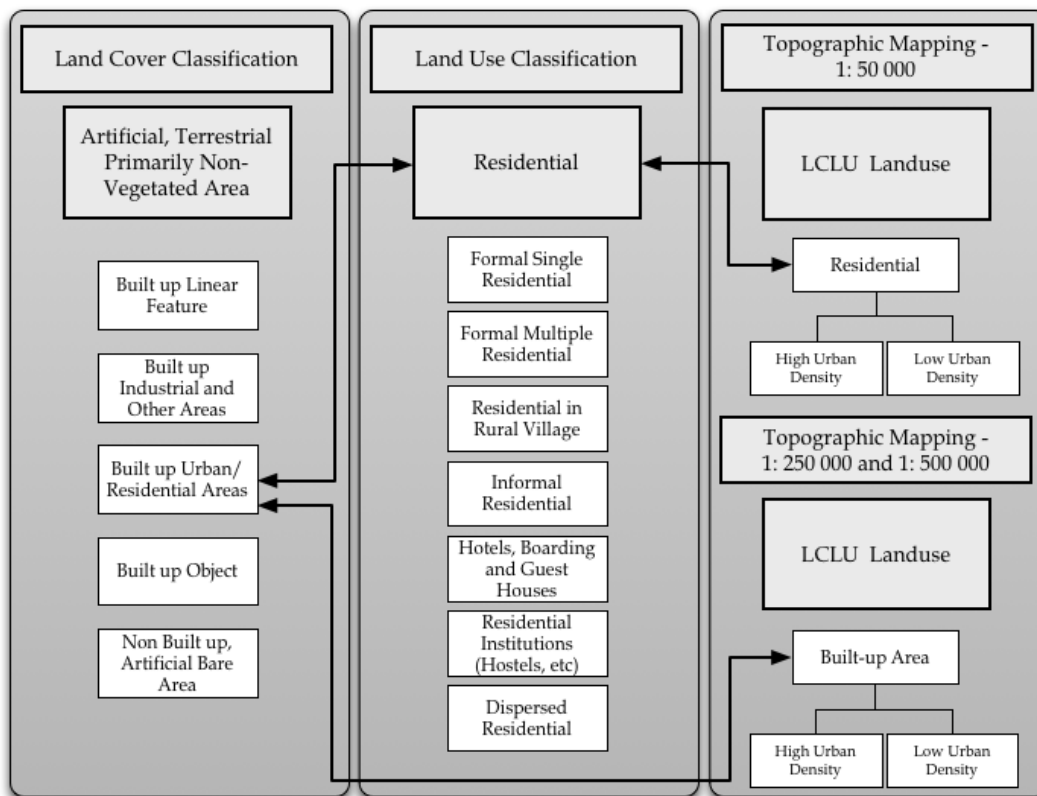 Land Cover Classification
Artificial, Terrestrial
Primarily Non-
Vegetated Area
Built up Linear
Feature
Built up
Industrial and
Other Areas
Built up Urban/
Residential Areas
Built up Object
Non Built up,
Artificial Bare
Area
Land Use Classification
Residential
Formal Single
Residential
Formal Multiple
Residential
Residential in
Rural Village
Informal
Residential
Hotels, Boarding
and Guest
Houses
Residential
Institutions
(Hostels, etc)
Dispersed
Residential
Topographic Mapping -
1: 50 000
LCLU Landuse
Residential
High Urban
Density
Low Urban
Density
Topographic Mapping -
1: 250 000 and 1: 500 000
LCLU Landuse
Built-up Area
High Urban
Density
Low Urban
Density